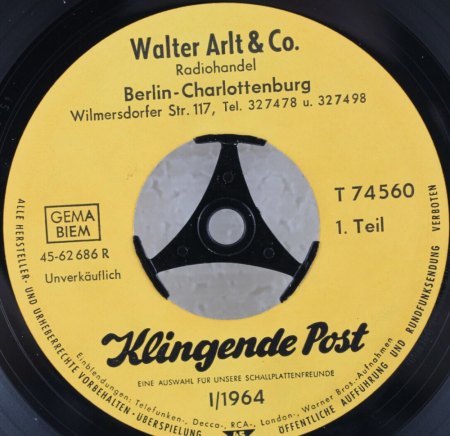 Walter Arlt & Co.
Radiohandel
Berlin-Charlottenburg
Wilmersdorfer Str. 117, Tel. 327478 u. 327498
GEMA
BIEM
45-62 686 R
Unverkäuflich
T 74560
1. Teil
Klingende Post
EINE AUSWAHL FÜR UNSERE SCHALLPLATTENFREUNDE
I/1964
Einblendungen, Telefunken-, Decca-, RCA-, London-, Warner Bros.-Aufnahmen
ALLE HERSTELLER- UND URHEBERRECHTE VORBEHALTEN · ÜBERSPIELUNG
ÖFFENTLICHE AUFFÜHRUNG UND RUNDFUNKSENDUNG VERBOTEN